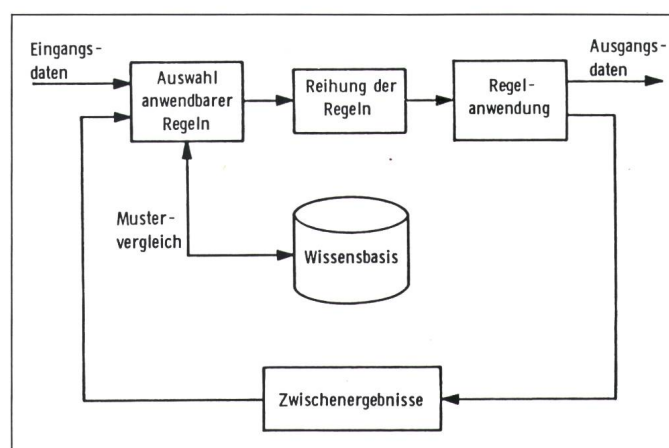 Eingangs-
daten
Auswahl
anwendbarer
Regeln
Reihung der
Regeln
Regel-
anwendung
Ausgangs-
daten
Muster-
vergleich
Wissensbasis
Zwischenergebnisse